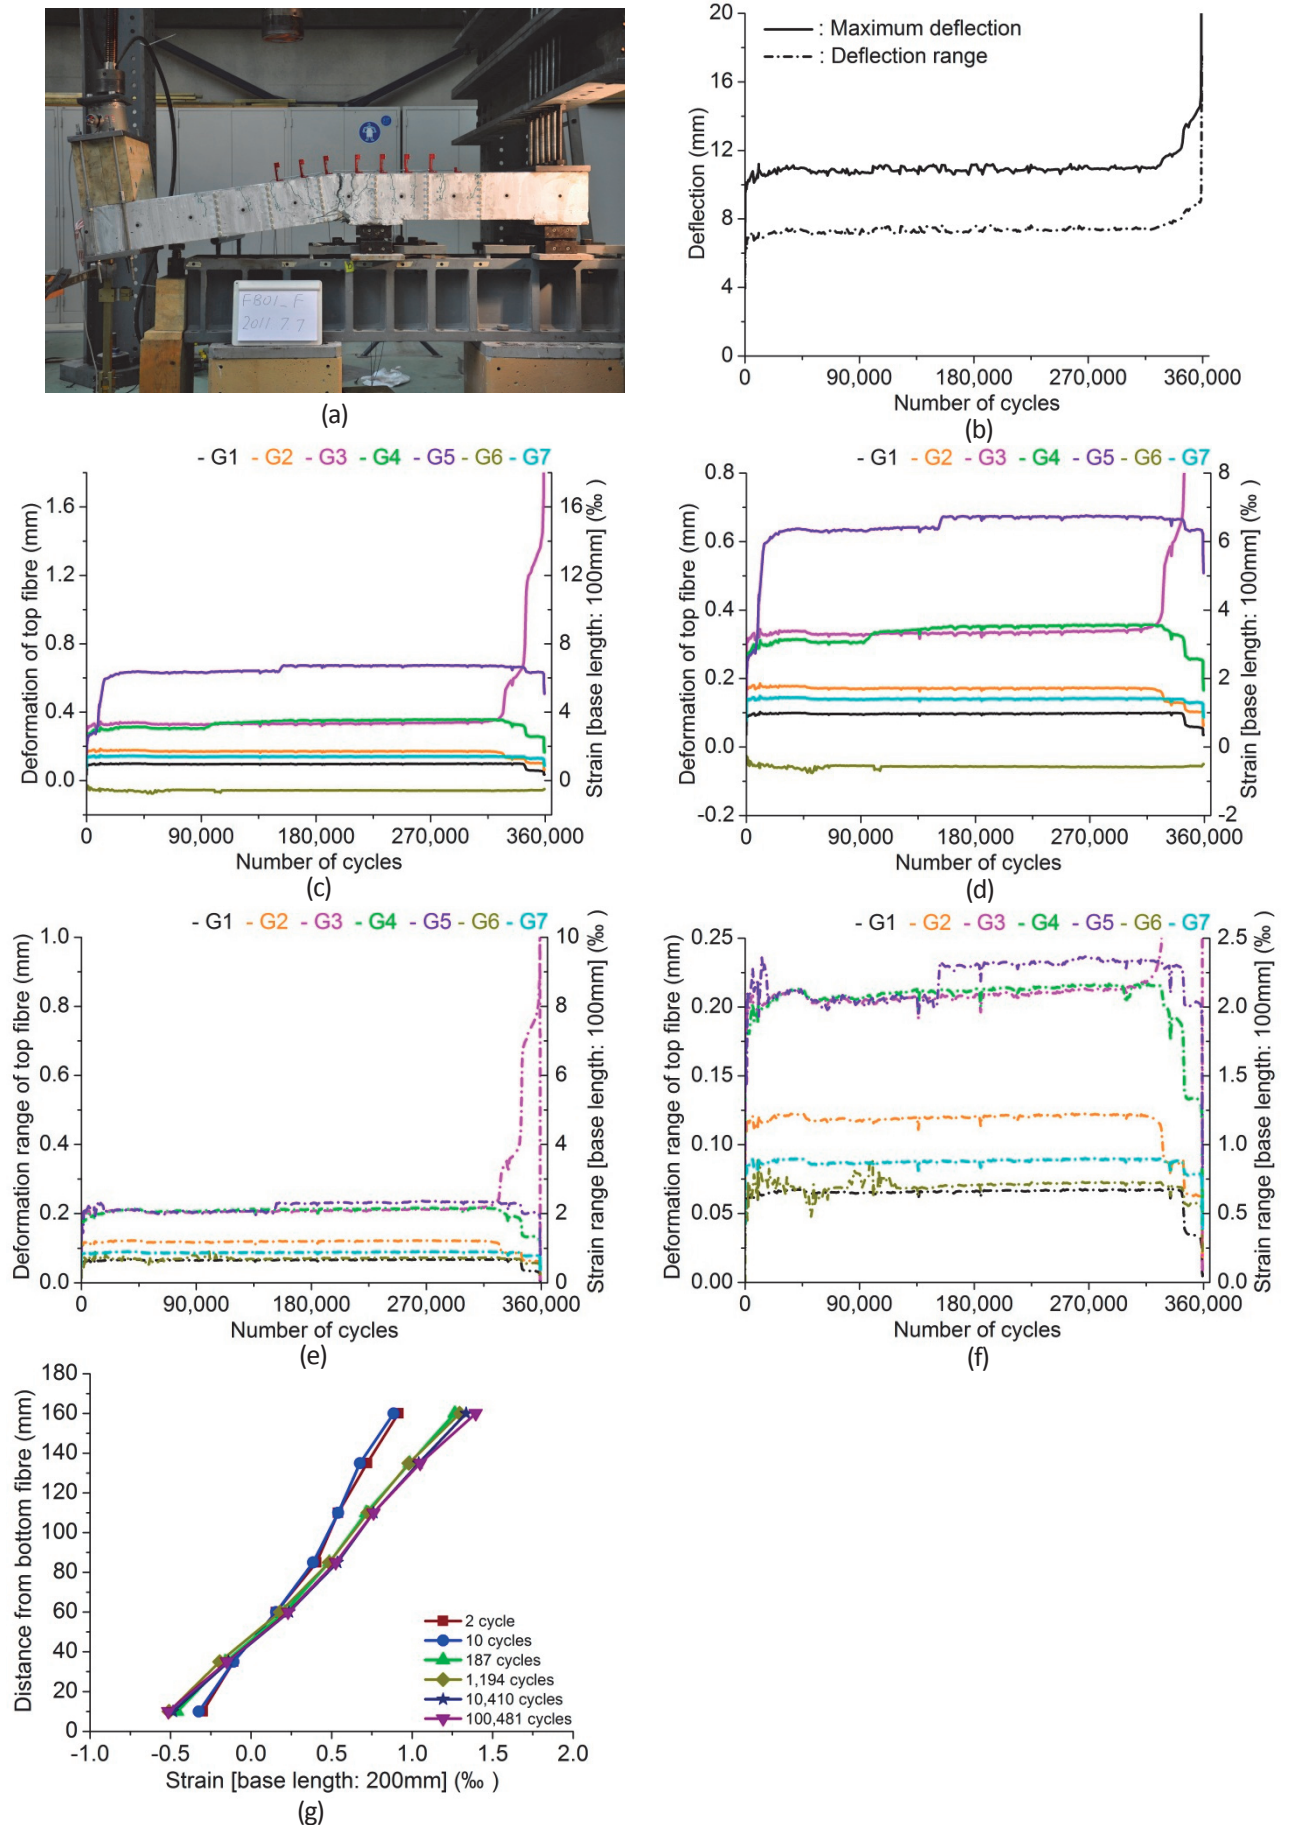 FB01_F
2011 7 7
(a)
20
16
12
8
4
0
Deflection (mm)
: Maximum deflection
: Deflection range
0 90,000 180,000 270,000 360,000
Number of cycles
(b)
- G1 - G2 - G3 - G4 - G5 - G6 - G7
1.6
1.2
0.8
0.4
0.0
Deformation of top fibre (mm)
16
12
8
4
0
Strain [base length: 100mm] (‰ )
0 90,000 180,000 270,000 360,000
Number of cycles
(c)
- G1 - G2 - G3 - G4 - G5 - G6 - G7
0.8
0.6
0.4
0.2
0.0
-0.2
Deformation of top fibre (mm)
8
6
4
2
0
-2
Strain [base length: 100mm] (‰ )
0 90,000 180,000 270,000 360,000
Number of cycles
(d)
- G1 - G2 - G3 - G4 - G5 - G6 - G7
1.0
0.8
0.6
0.4
0.2
0.0
Deformation range of top fibre (mm)
10
8
6
4
2
0
Strain range [base length: 100mm] (‰ )
0 90,000 180,000 270,000 360,000
Number of cycles
(e)
- G1 - G2 - G3 - G4 - G5 - G6 - G7
0.25
0.20
0.15
0.10
0.05
0.00
Deformation range of top fibre (mm)
2.5
2.0
1.5
1.0
0.5
0.0
Strain range [base length: 100mm] (‰ )
0 90,000 180,000 270,000 360,000
Number of cycles
(f)
180
160
140
120
100
80
60
40
20
0
Distance from bottom fibre (mm)
2 cycle
10 cycles
187 cycles
1,194 cycles
10,410 cycles
100,481 cycles
-1.0 -0.5 0.0 0.5 1.0 1.5 2.0
Strain [base length: 200mm] (‰ )
(g)